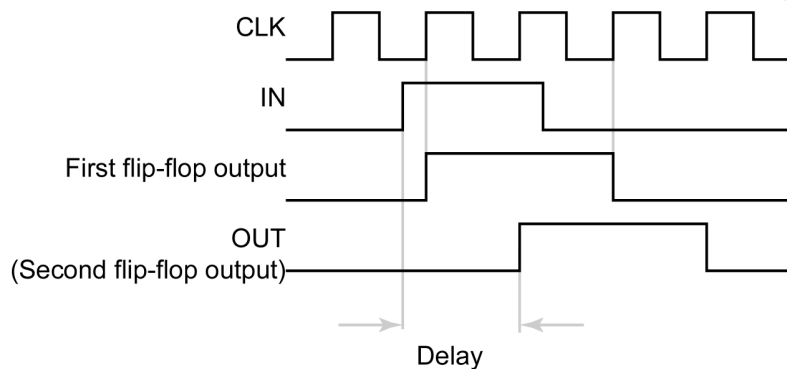 CLK
IN
First flip-flop output
OUT
(Second flip-flop output)
Delay